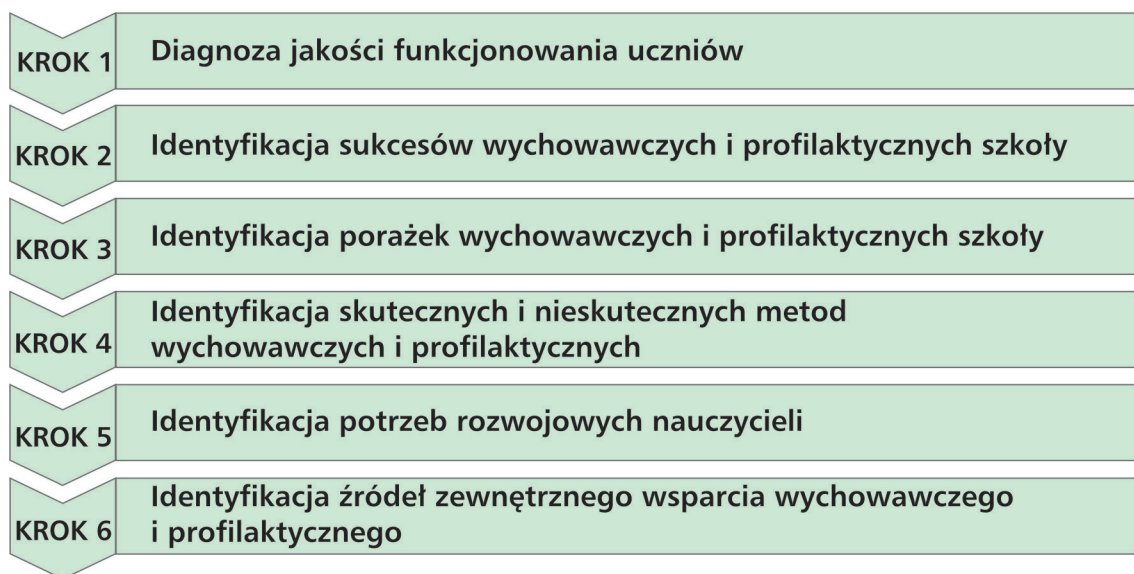 KROK 1
Diagnoza jakości funkcjonowania uczniów
KROK 2
Identyfikacja sukcesów wychowawczych i profilaktycznych szkoły
KROK 3
Identyfikacja porażek wychowawczych i profilaktycznych szkoły
KROK 4
Identyfikacja skutecznych i nieskutecznych metod
wychowawczych i profilaktycznych
KROK 5
Identyfikacja potrzeb rozwojowych nauczycieli
KROK 6
Identyfikacja źródeł zewnętrznego wsparcia wychowawczego
i profilaktycznego